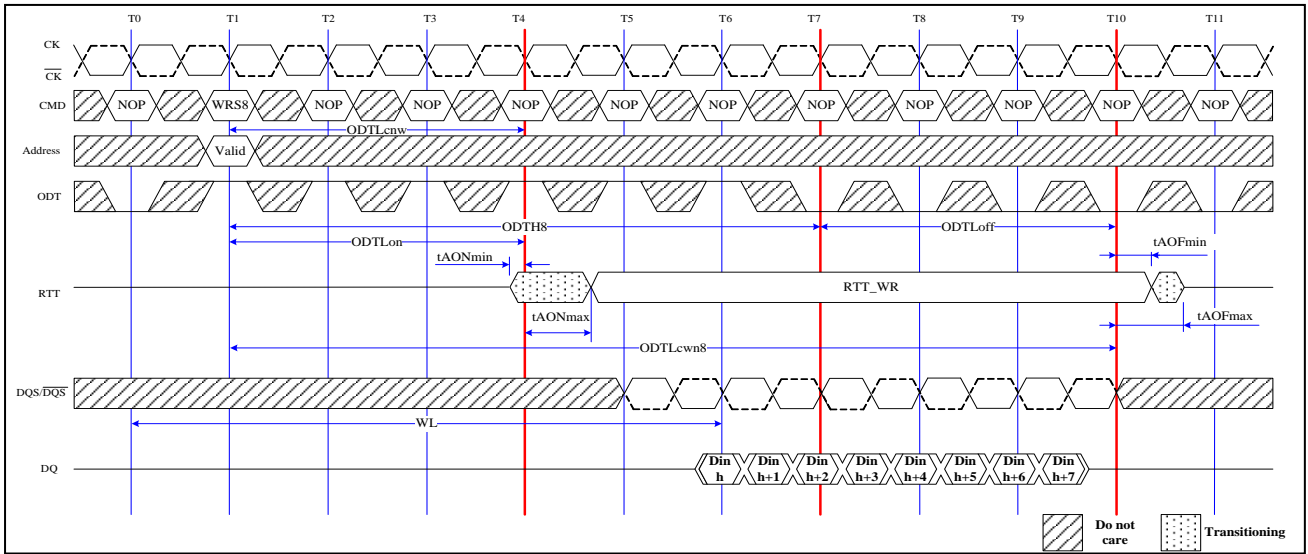 T0 T1 T2 T3 T4 T5 T6 T7 T8 T9 T10 T11
CK
CK
CMD NOP WRS8 NOP NOP NOP NOP NOP NOP NOP NOP NOP NOP
ODTLcnw
Address Valid
ODT
ODTH8 ODTLoff
ODTLon
tAONmin tAOFmin
RTT RTT_WR
tAONmax tAOFmax
ODTLcwn8
DQS/DQS
WL
DQ Din h Din h+1 Din h+2 Din h+3 Din h+4 Din h+5 Din h+6 Din h+7
Do not care Transitioning